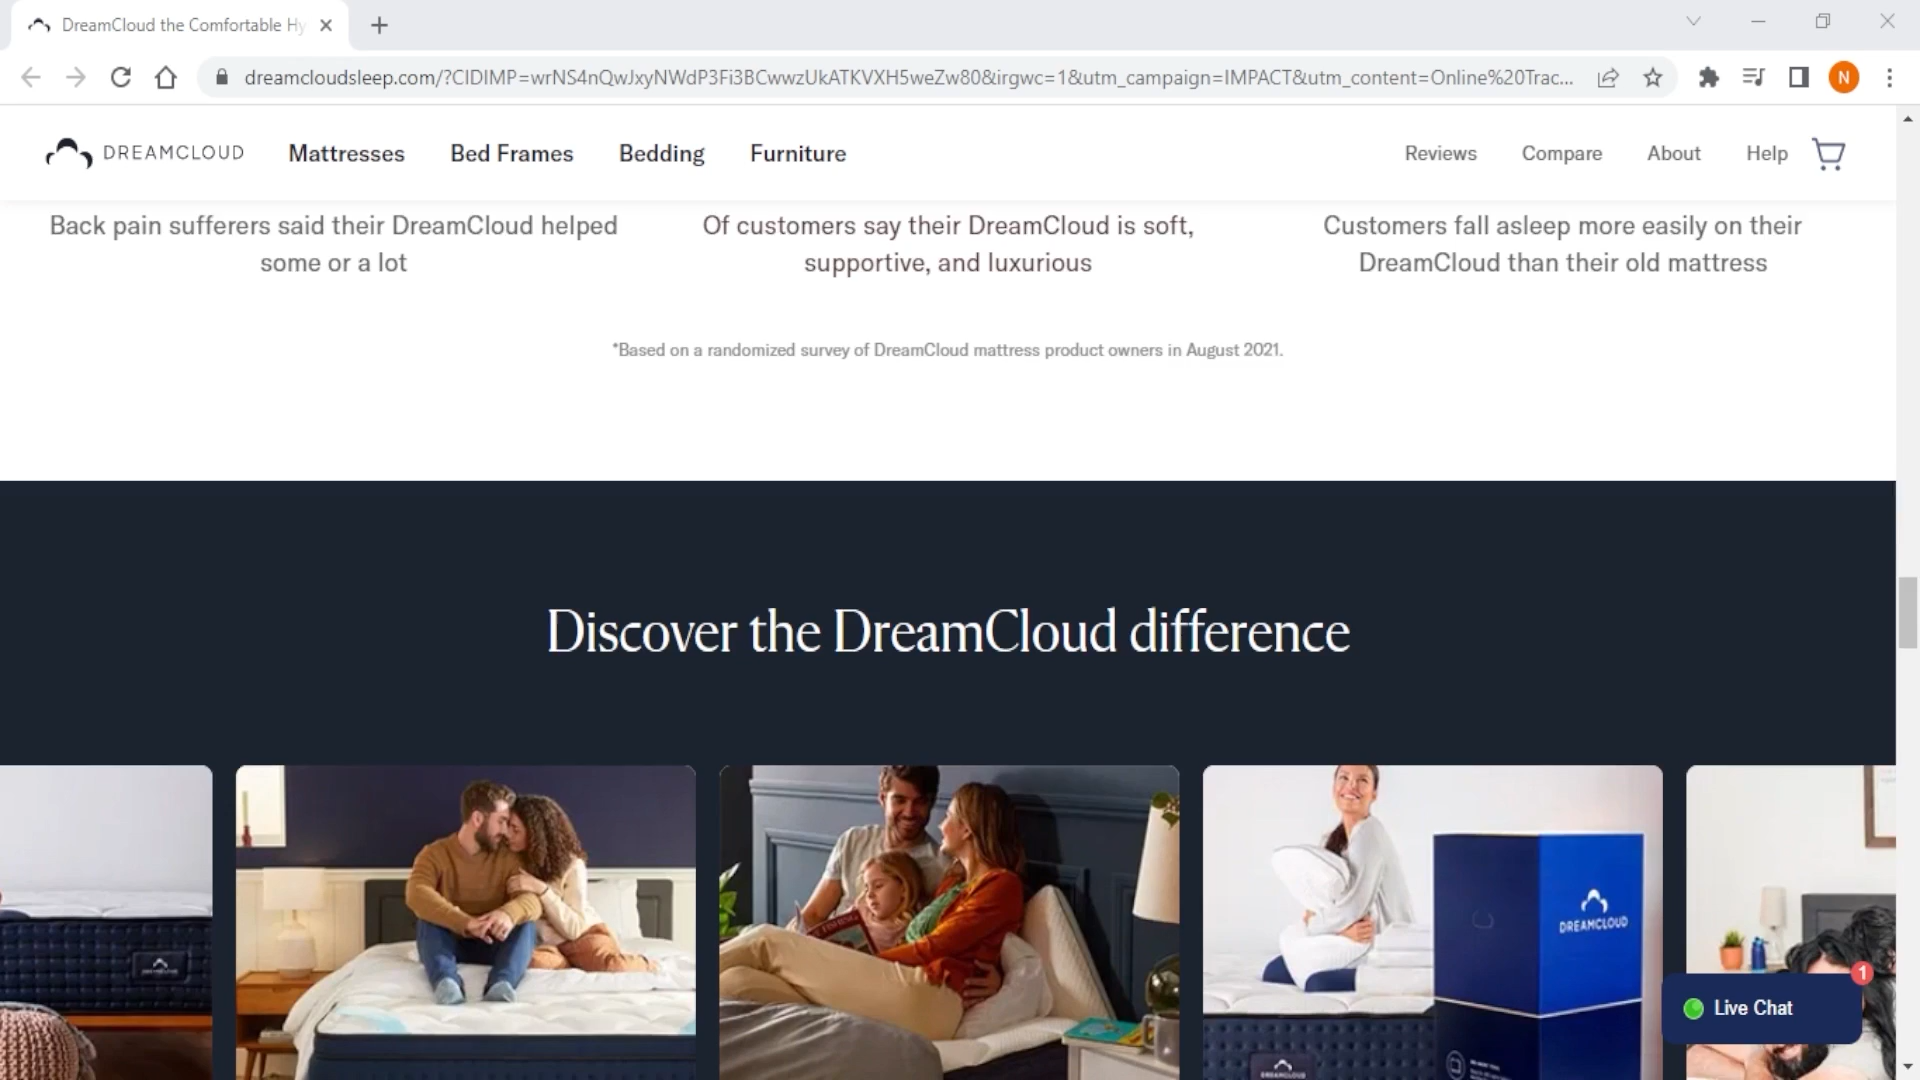 DreamCloud the Comfortable Hy
dreamcloudsleep.com/?CIDIMP=wrNS4nQwJxyNWdP3Fi3BCwwzUkATKVXH5weZw80&irgwc=1&utm_campaign=IMPACT&utm_content=Online%20Trac...
N
DREAMCLOUD Mattresses Bed Frames Bedding Furniture Reviews Compare About Help
Back pain sufferers said their DreamCloud helped
some or a lot
Of customers say their DreamCloud is soft,
supportive, and luxurious
Customers fall asleep more easily on their
DreamCloud than their old mattress
*Based on a randomized survey of DreamCloud mattress product owners in August 2021.
Discover the DreamCloud difference
DREAMCLOUD
DREAMCLOUD
DREAMCLOUD
1
Live Chat